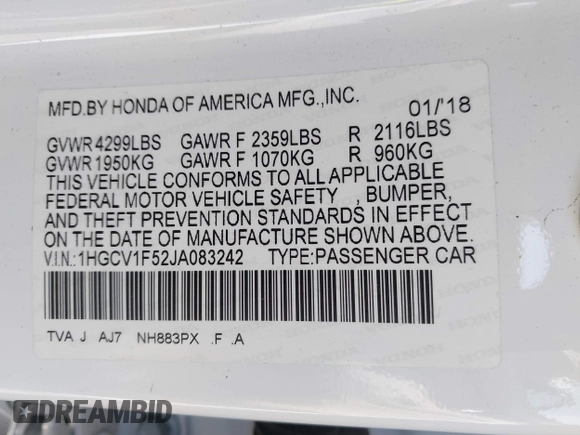 MFD.BY HONDA OF AMERICA MFG.,INC. 01/'18
GVWR 4299LBS GAWR F 2359LBS R 2116LBS
GVWR 1950KG GAWR F 1070KG R 960KG
THIS VEHICLE CONFORMS TO ALL APPLICABLE
FEDERAL MOTOR VEHICLE SAFETY , BUMPER,
AND THEFT PREVENTION STANDARDS IN EFFECT
ON THE DATE OF MANUFACTURE SHOWN ABOVE.
V.I.N.:1HGCV1F52JA083242 TYPE:PASSENGER CAR
TVA J AJ7 NH883PX .F .A
DREAMBID